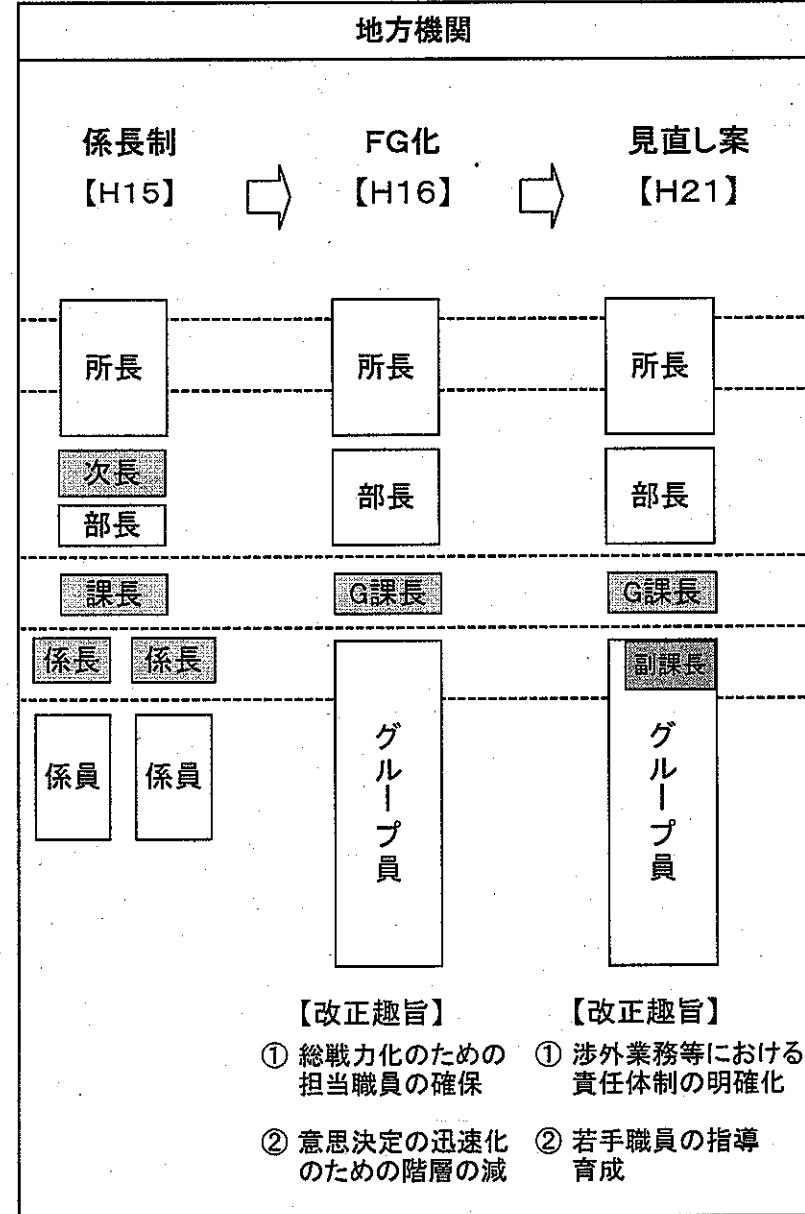 地方機関
係長制 FG化 見直し案
【H15】 【H16】 【H21】
所長 所長 所長
次長
部長 部長 部長
課長 G課長 G課長
係長 係長 副課長
係員 係員 グループ員 グループ員
【改正趣旨】 【改正趣旨】
① 総戦力化のための ① 渉外業務等における
担当職員の確保 責任体制の明確化
② 意思決定の迅速化 ② 若手職員の指導
のための階層の減 育成